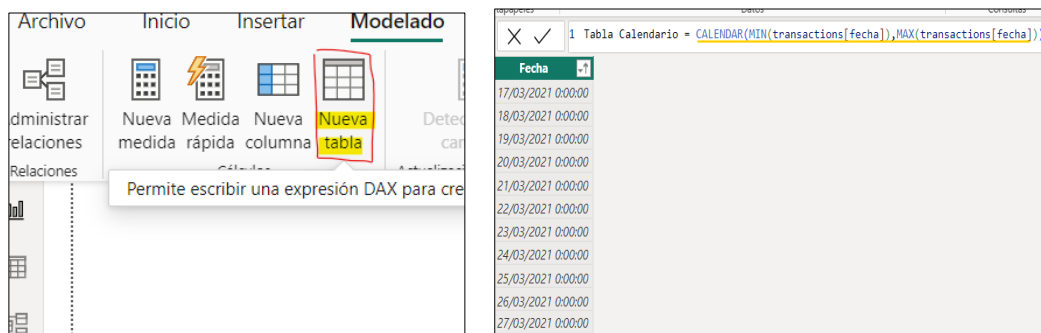 Archivo Inicio Insertar Modelado
dministrar Nueva Medida Nueva Nueva
elaciones medida rápida columna tabla
Relaciones
Permite escribir una expresión DAX para cre
Datos
1 Tabla Calendario = CALENDAR(MIN(transactions[fecha]),MAX(transactions[fecha]))
Fecha
17/03/2021 0:00:00
18/03/2021 0:00:00
19/03/2021 0:00:00
20/03/2021 0:00:00
21/03/2021 0:00:00
22/03/2021 0:00:00
23/03/2021 0:00:00
24/03/2021 0:00:00
25/03/2021 0:00:00
26/03/2021 0:00:00
27/03/2021 0:00:00